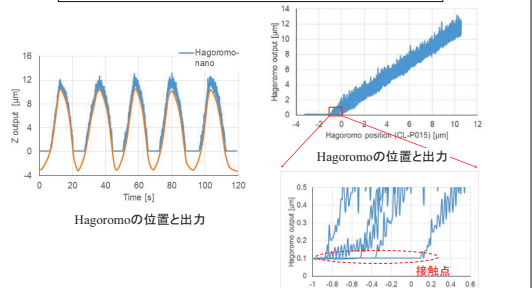 16
12
8
4
0
-4
Z output [μm]
Hagoromo-
nano
0 20 40 60 80 100 120
Time [s]
Hagoromoの位置と出力
14
12
10
8
6
4
2
0
Hagoromo output [μm]
-4 -2 0 2 4 6 8 10 12
Hagoromo position (CL-P015) [μm]
Hagoromoの位置と出力
0.5
0.4
0.3
0.2
0.1
0
Hagoromo output [μm]
接触点
-1 -0.8 -0.6 -0.4 -0.2 0 0.2 0.4 0.6